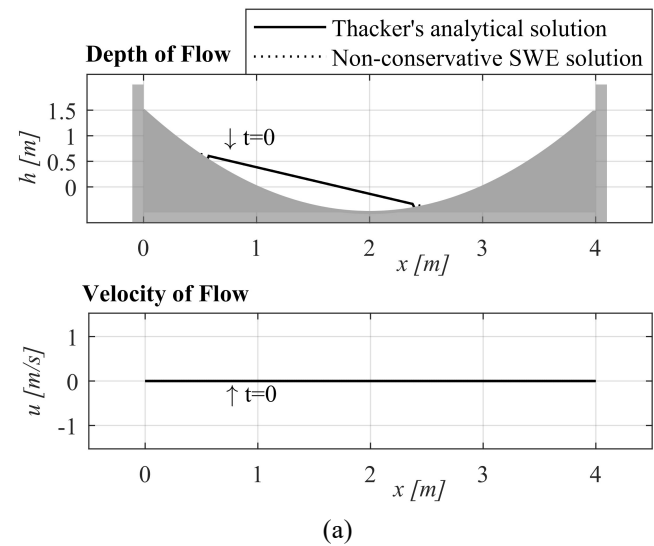 Thacker's analytical solution
Non-conservative SWE solution
Depth of Flow
1.5
1
0.5
0
h [m]
↓ t=0
0 1 2 3 4
x [m]
Velocity of Flow
1
0
-1
u [m/s]
↑ t=0
0 1 2 3 4
x [m]
(a)